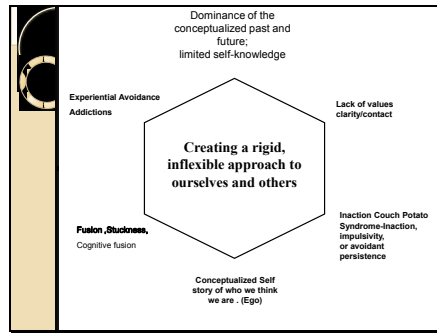 Dominance of the
conceptualized past and
future;
limited self-knowledge
Experiential Avoidance
Addictions
Lack of values
clarity/contact
Creating a rigid,
inflexible approach to
ourselves and others
Fusion ,Stuckness,
Cognitive fusion
Inaction Couch Potato
Syndrome-Inaction,
impulsivity,
or avoidant
persistence
Conceptualized Self
story of who we think
we are . (Ego)